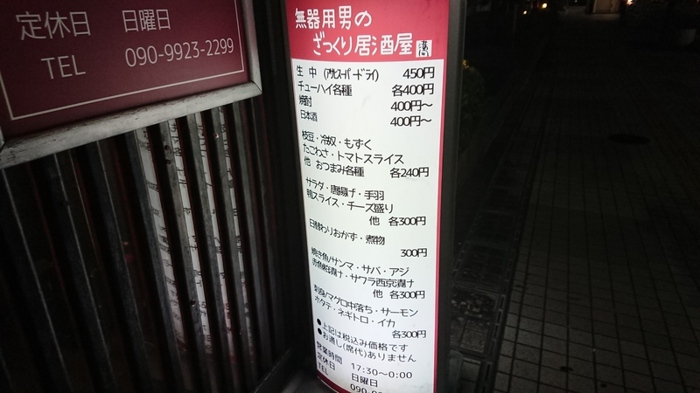 定休日 日曜日
TEL 090-9923-2299
無器用男の
ざっくり居酒屋
生 中 (アサヒスーパードライ) 450円
チューハイ各種 各400円
焼酎 400円～
日本酒 400円～
枝豆・冷奴・もずく
たこわさ・トマトスライス
他 おつまみ各種 各240円
サラダ・唐揚げ・手羽
鴨スライス・チーズ盛り
他 各300円
日替わりおかず・煮物
300円
焼き魚/サンマ・サバ・アジ
赤魚粕漬け・サワラ西京漬け
他 各300円
刺身/マグロ中落ち・サーモン
ホタテ・ネギトロ・イカ
各300円
●上記は税込み価格です
●お通し(席代)ありません
営業時間 17:30～0:00
定休日 日曜日
TEL 090-